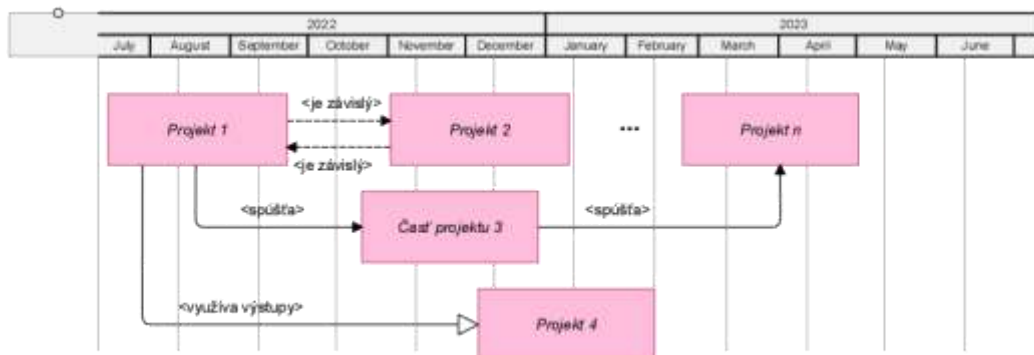 2022
2023
July August September October November December January February March April May June
<je závislý>
Projekt 1
Projekt 2
...
Projekt n
<je závislý>
<spúšťa>
<spúšťa>
Časť projektu 3
<využíva výstupy>
Projekt 4